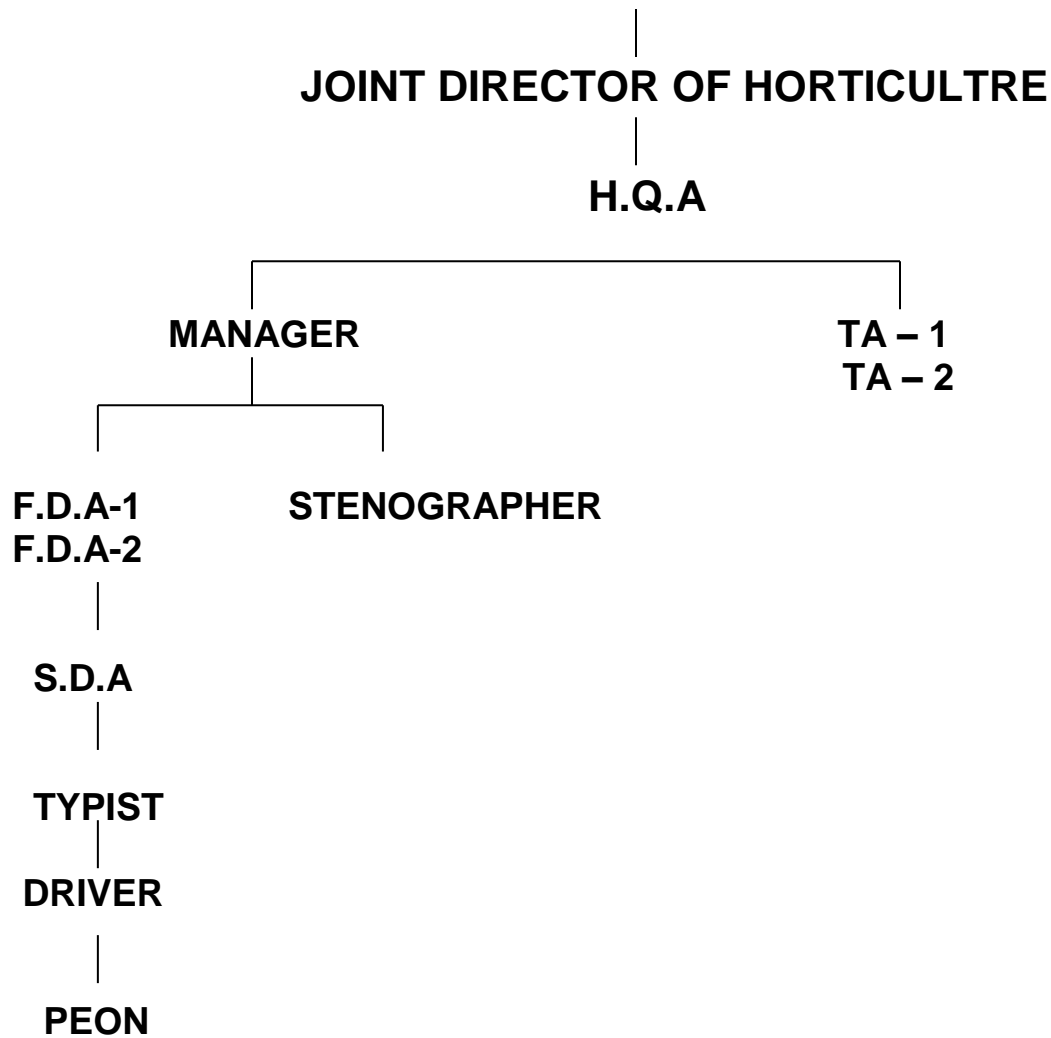 JOINT DIRECTOR OF HORTICULTRE
H.Q.A
MANAGER
TA – 1
TA – 2
F.D.A-1
F.D.A-2
STENOGRAPHER
S.D.A
TYPIST
DRIVER
PEON